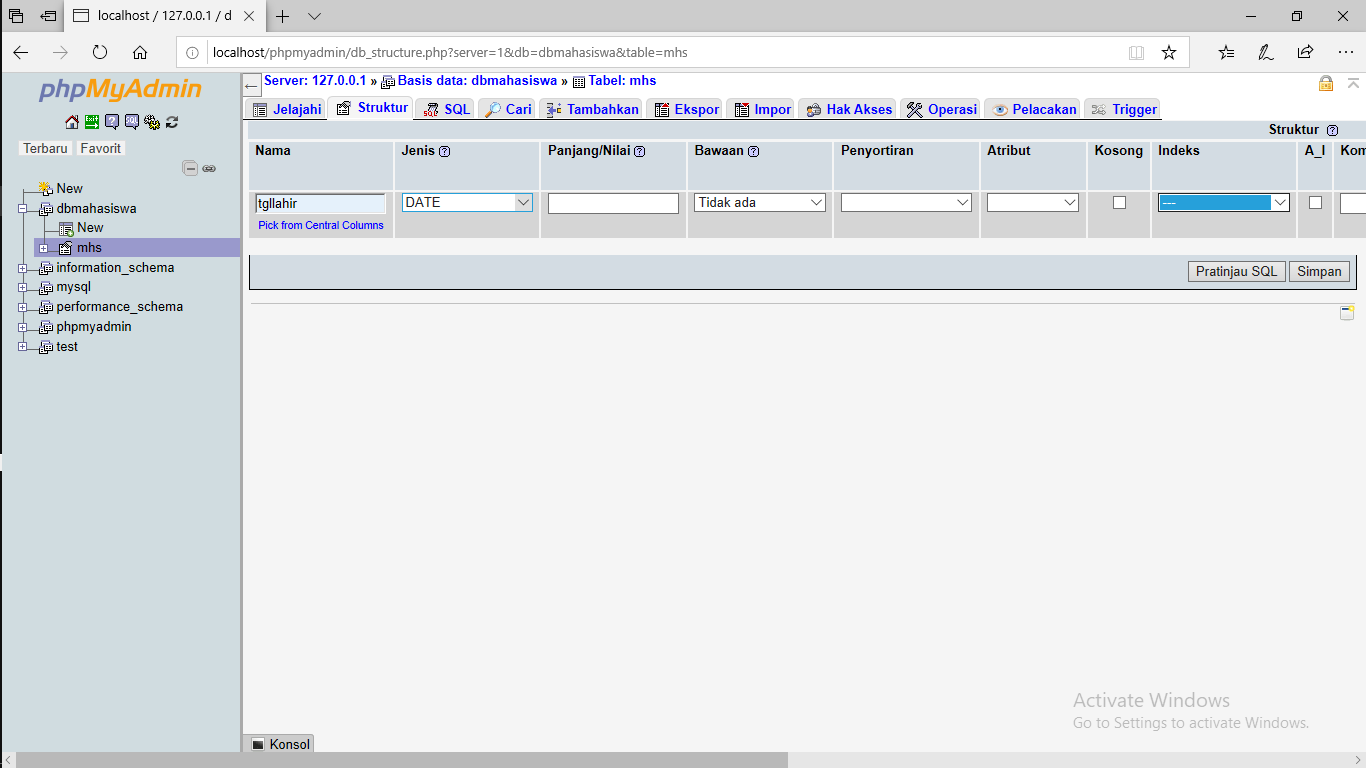 localhost / 127.0.0.1 / d
localhost/phpmyadmin/db_structure.php?server=1&db=dbmahasiswa&table=mhs
phpMyAdmin
Terbaru Favorit
New
dbmahasiswa
New
mhs
information_schema
mysql
performance_schema
phpmyadmin
test
Server: 127.0.0.1 » Basis data: dbmahasiswa » Tabel: mhs
Jelajahi Struktur SQL Cari Tambahkan Ekspor Impor Hak Akses Operasi Pelacakan Trigger
Struktur
Nama Jenis Panjang/Nilai Bawaan Penyortiran Atribut Kosong Indeks A_I Kom
tgllahir DATE Tidak ada ---
Pick from Central Columns
Pratinjau SQL Simpan
Activate Windows
Go to Settings to activate Windows.
Konsol